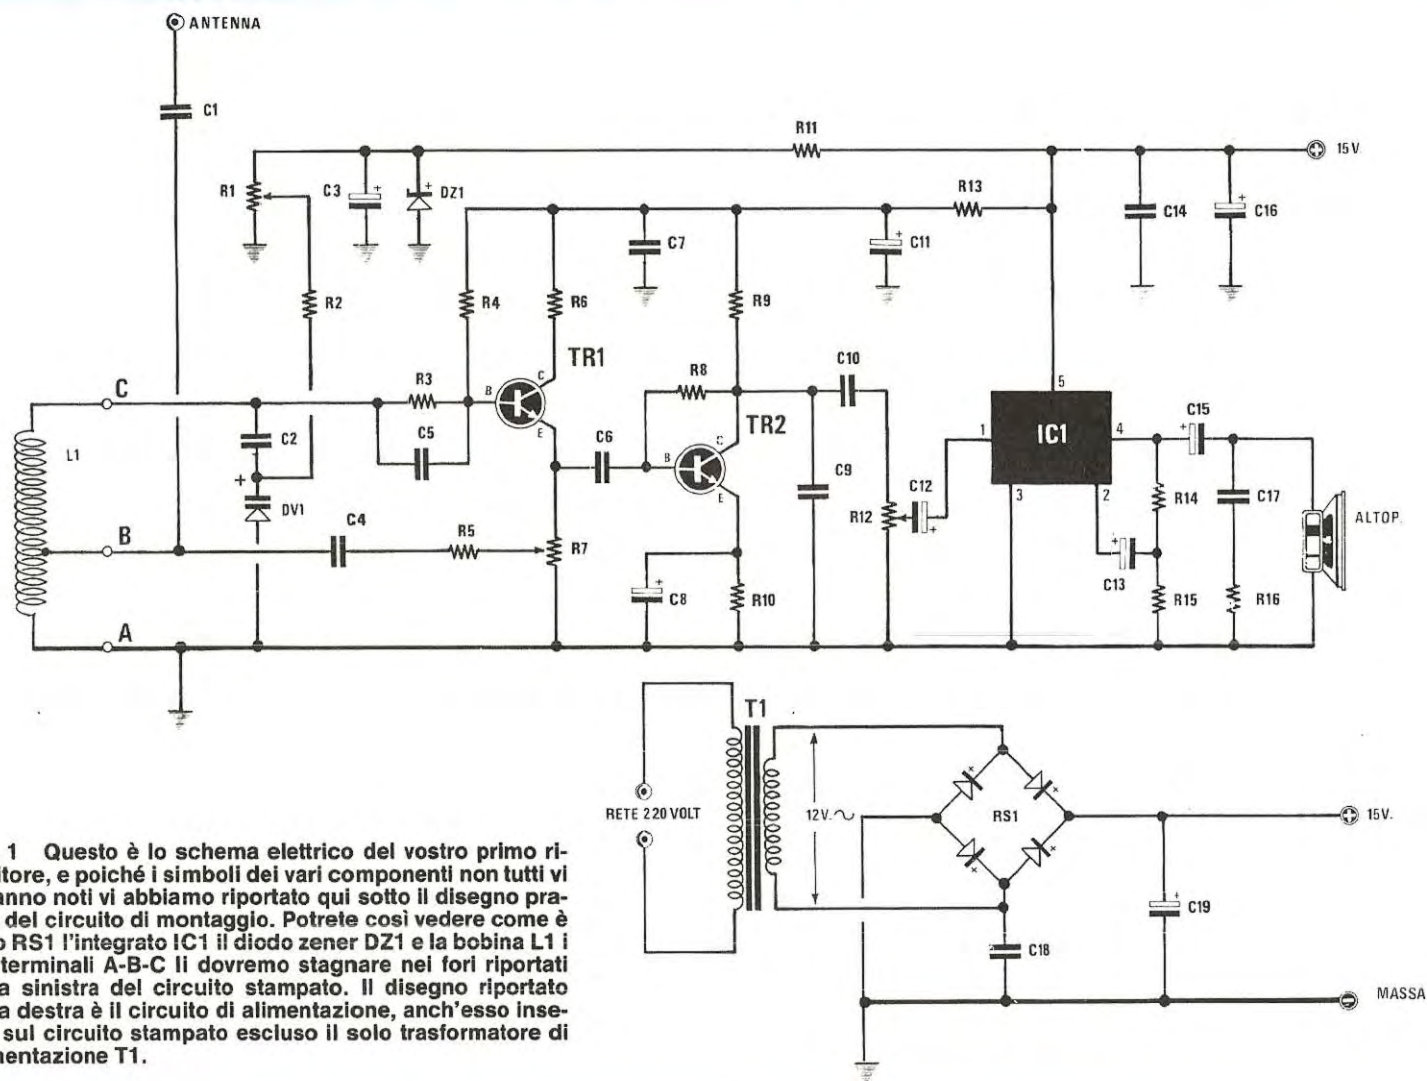 ANTENNA
C1
R11
15 V.
R1
C3
+
+
DZ1
R13
C14
+
C16
C7
+
C11
R2
R4
R6
R9
TR1
C
R3
B
C
E
R8
C10
5
C2
C5
C6
TR2
1
IC1
4
C15
+
L1
+
B
C
E
C9
C12
3
2
R14
C17
DV1
C4
R5
R7
R12
+
+
ALTOP.
B
+
C8
R10
C13
R15
R16
A
T1
RETE 220 VOLT
12V.
RS1
+
+
+
+
15V.
+
C19
C18
MASSA
1 Questo è lo schema elettrico del vostro primo ri-
itore, e poiché i simboli dei vari componenti non tutti vi
anno noti vi abbiamo riportato qui sotto il disegno pra-
del circuito di montaggio. Potrete così vedere come è
o RS1 l'integrato IC1 il diodo zener DZ1 e la bobina L1 i
terminali A-B-C li dovremo stagnare nei fori riportati
a sinistra del circuito stampato. Il disegno riportato
a destra è il circuito di alimentazione, anch'esso inse-
sul circuito stampato escluso il solo trasformatore di
mentazione T1.